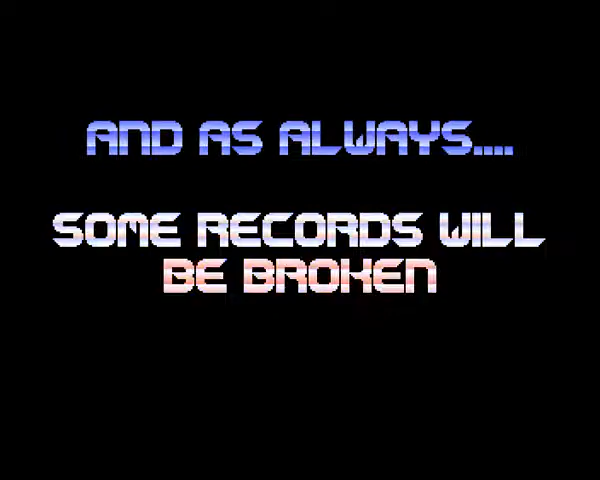 AND AS ALWAYS....
SOME RECORDS WILL
BE BROKEN